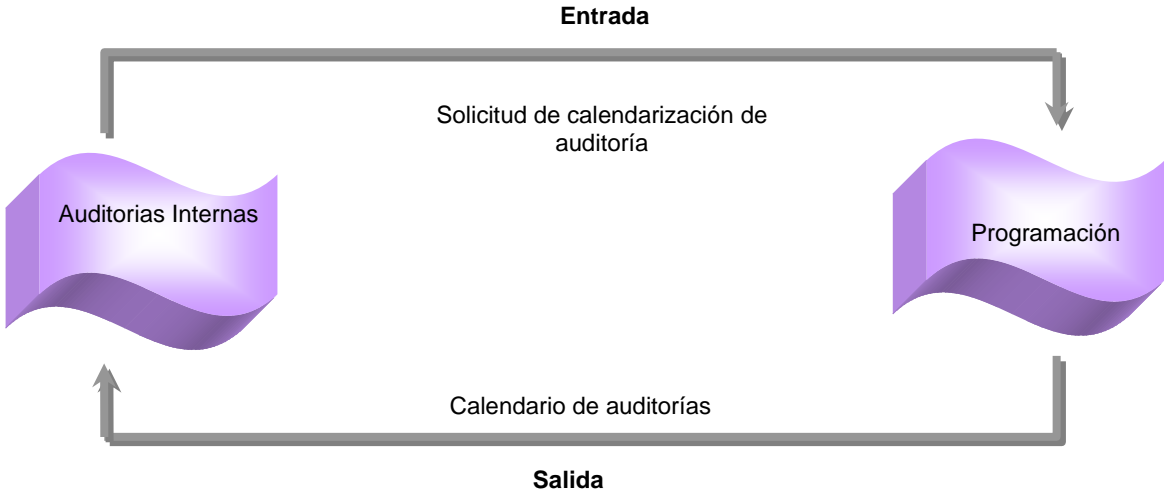 Entrada
Solicitud de calendarización de
auditoría
Auditorias Internas
Programación
Calendario de auditorías
Salida